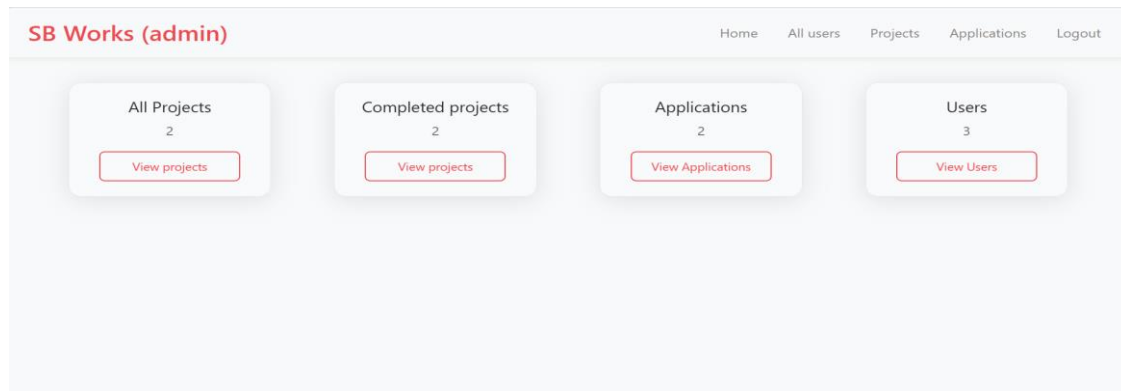 SB Works (admin)
Home All users Projects Applications Logout
All Projects
2
View projects
Completed projects
2
View projects
Applications
2
View Applications
Users
3
View Users